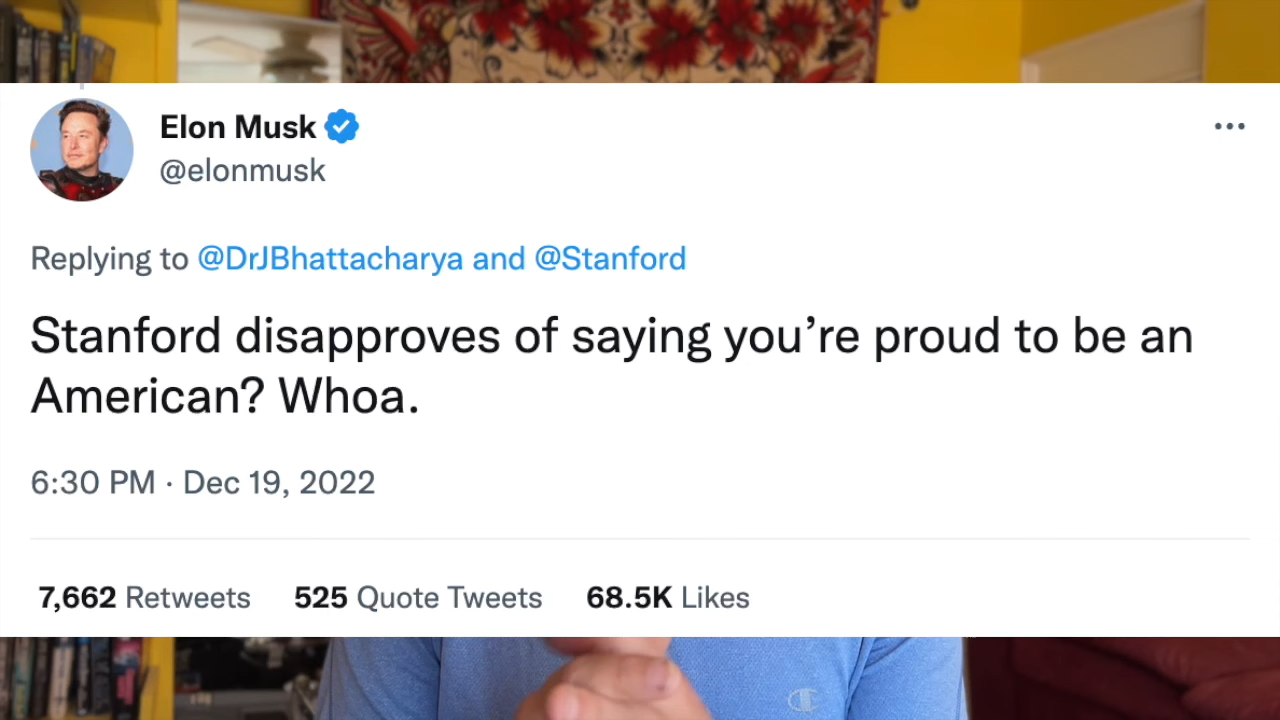 Elon Musk
@elonmusk
Replying to @DrJBhattacharya and @Stanford
Stanford disapproves of saying you’re proud to be an
American? Whoa.
6:30 PM · Dec 19, 2022
7,662 Retweets 525 Quote Tweets 68.5K Likes